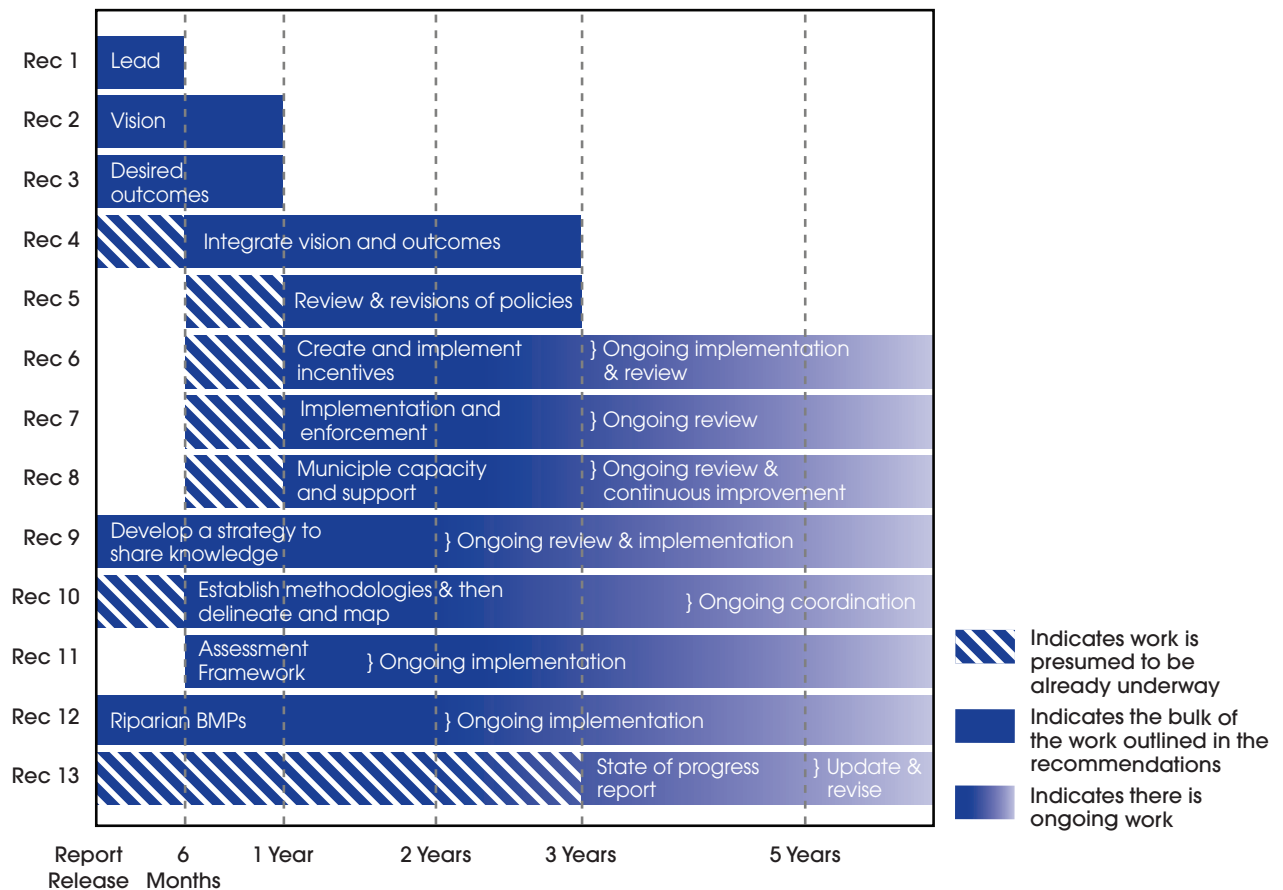 Rec 1
Lead
Rec 2
Vision
Rec 3
Desired
outcomes
Rec 4
Integrate vision and outcomes
Rec 5
Review & revisions of policies
Rec 6
Create and implement
incentives
} Ongoing implementation
& review
Rec 7
Implementation and
enforcement
} Ongoing review
Rec 8
Municiple capacity
and support
} Ongoing review &
continuous improvement
Rec 9
Develop a strategy to
share knowledge
} Ongoing review & implementation
Rec 10
Establish methodologies & then
delineate and map
} Ongoing coordination
Rec 11
Assessment
Framework
} Ongoing implementation
Rec 12
Riparian BMPs
} Ongoing implementation
Rec 13
State of progress
report
} Update &
revise
Report
Release
6
Months
1 Year
2 Years
3 Years
5 Years
Indicates work is
presumed to be
already underway
Indicates the bulk of
the work outlined in the
recommendations
Indicates there is
ongoing work